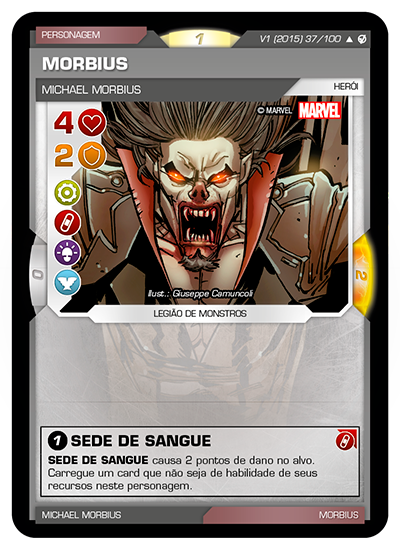 PERSONAGEM
1
V1 (2015) 37/100
MORBIUS
MICHAEL MORBIUS
HERÓI
© MARVEL MARVEL
4
2
0
2
Ilust.: Giuseppe Camuncoli
LEGIÃO DE MONSTROS
1 SEDE DE SANGUE
SEDE DE SANGUE causa 2 pontos de dano no alvo.
Carregue um card que não seja de habilidade de seus
recursos neste personagem.
MICHAEL MORBIUS
MORBIUS